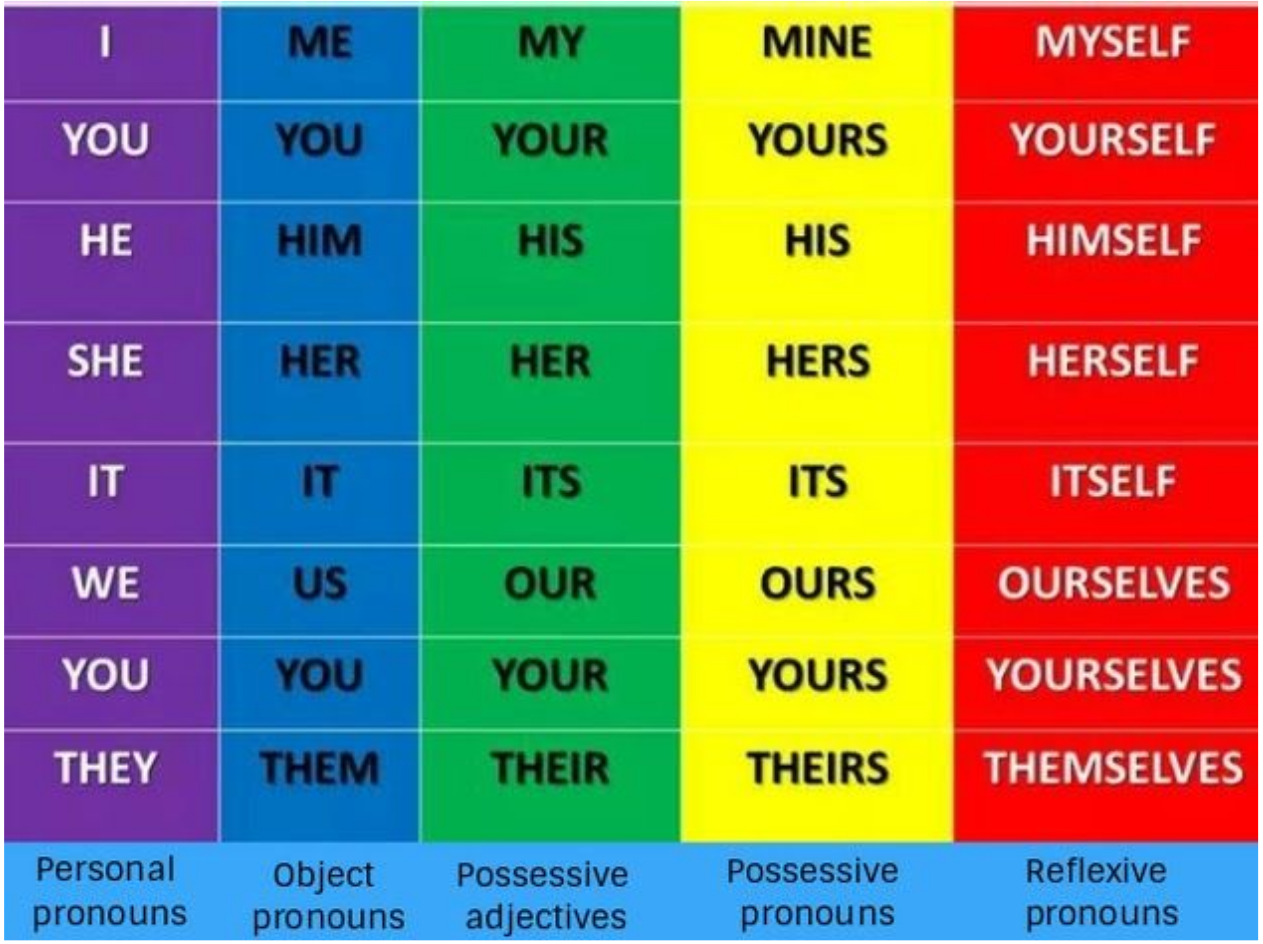 I ME MY MINE MYSELF
YOU YOU YOUR YOURS YOURSELF
HE HIM HIS HIS HIMSELF
SHE HER HER HERS HERSELF
IT IT ITS ITS ITSELF
WE US OUR OURS OURSELVES
YOU YOU YOUR YOURS YOURSELVES
THEY THEM THEIR THEIRS THEMSELVES
Personal pronouns
Object pronouns
Possessive adjectives
Possessive pronouns
Reflexive pronouns